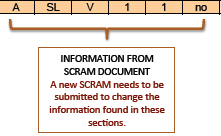 A SL V 1 1 no
INFORMATION FROM
SCRAM DOCUMENT
A new SCRAM needs to be
submitted to change the
information found in these
sections.